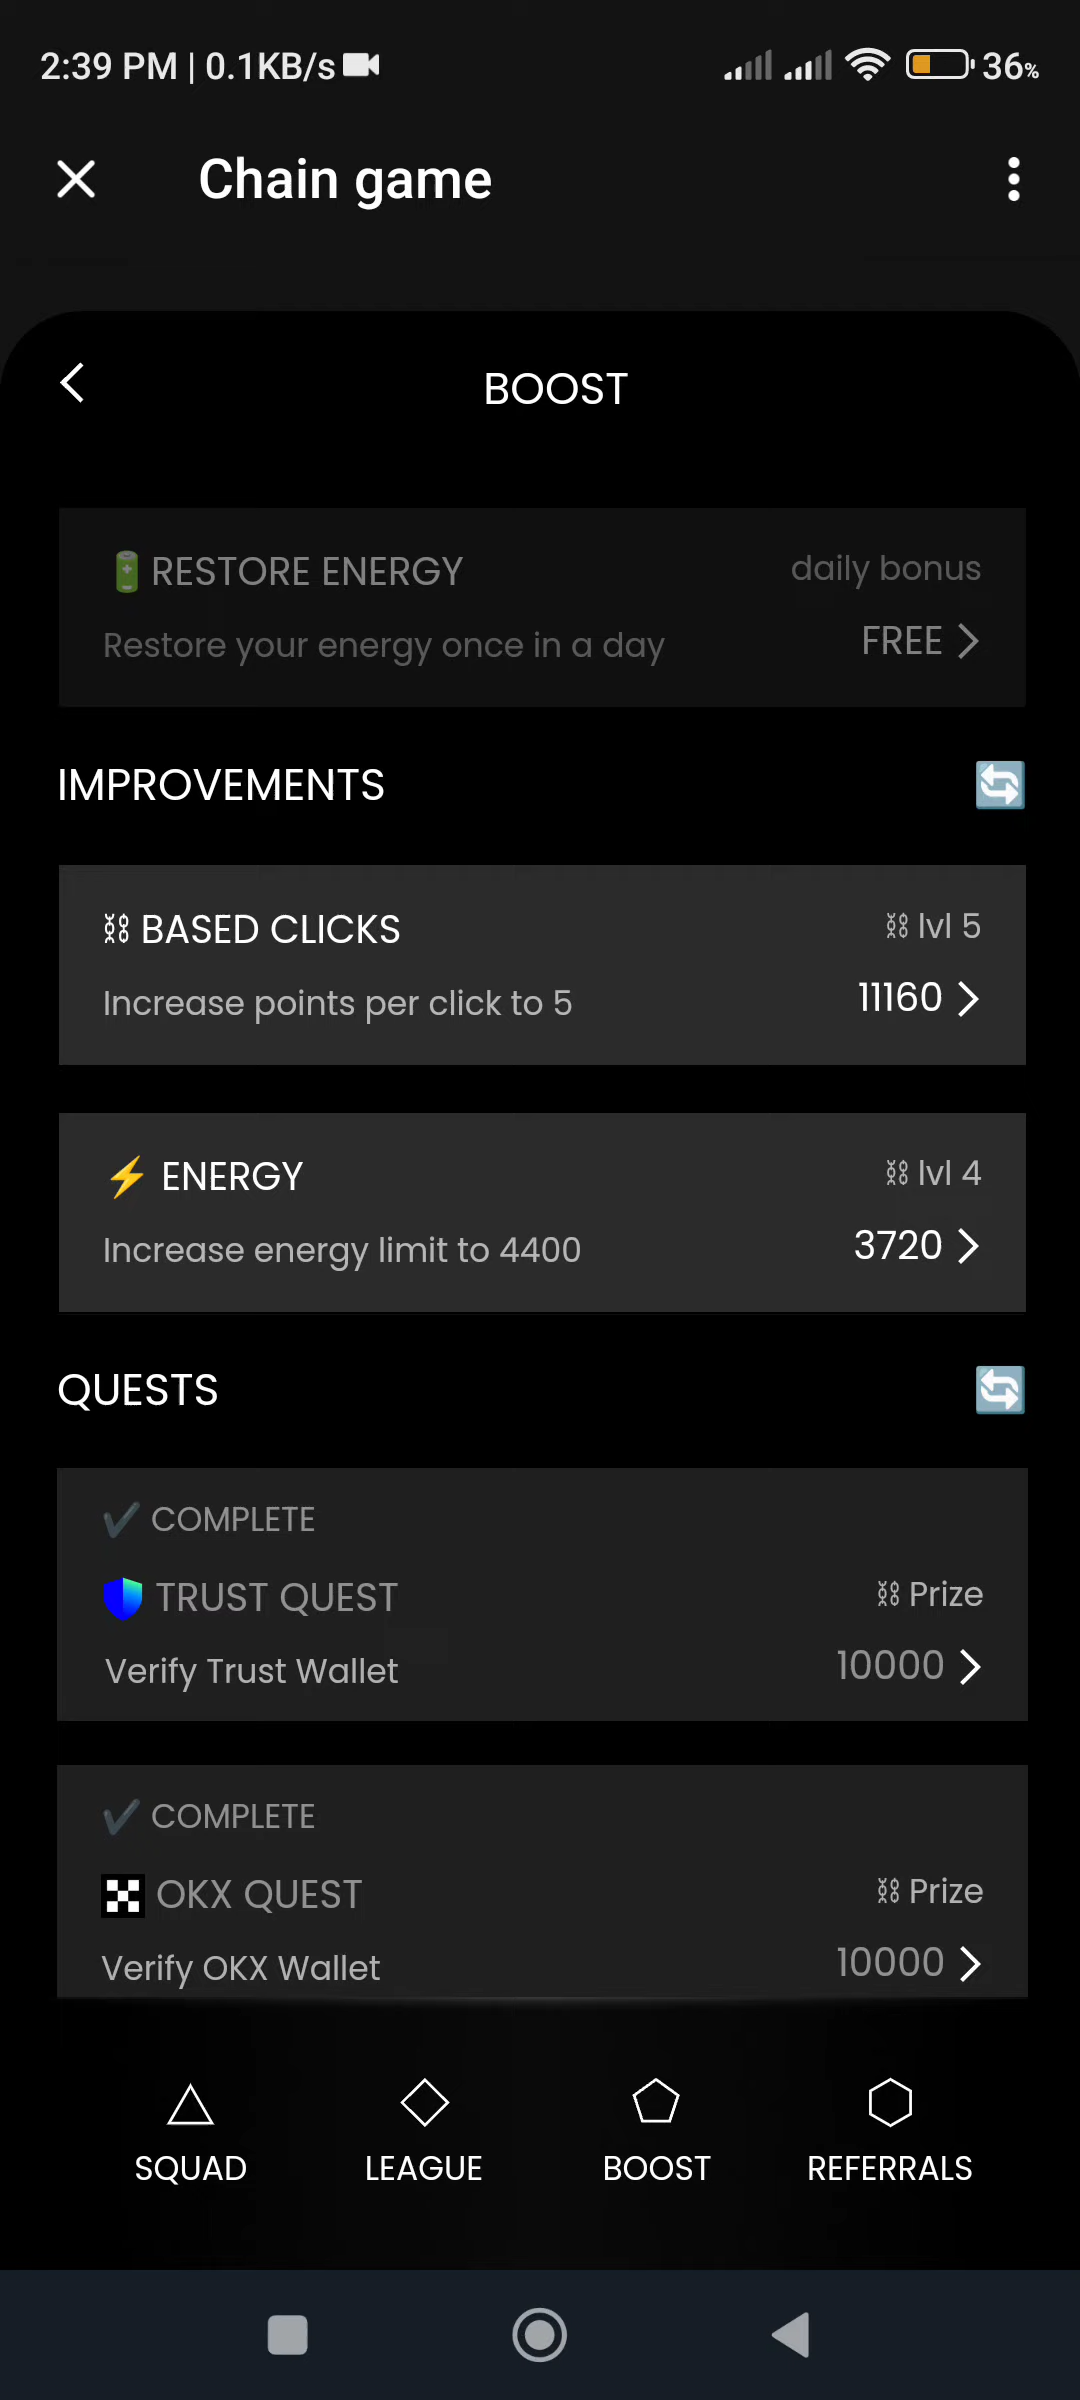 2:39 PM | 0.1KB/s
36%
Chain game
BOOST
RESTORE ENERGY
daily bonus
Restore your energy once in a day
FREE
IMPROVEMENTS
BASED CLICKS
lvl 5
Increase points per click to 5
11160
ENERGY
lvl 4
Increase energy limit to 4400
3720
QUESTS
COMPLETE
TRUST QUEST
Prize
Verify Trust Wallet
10000
COMPLETE
OKX QUEST
Prize
Verify OKX Wallet
10000
SQUAD
LEAGUE
BOOST
REFERRALS